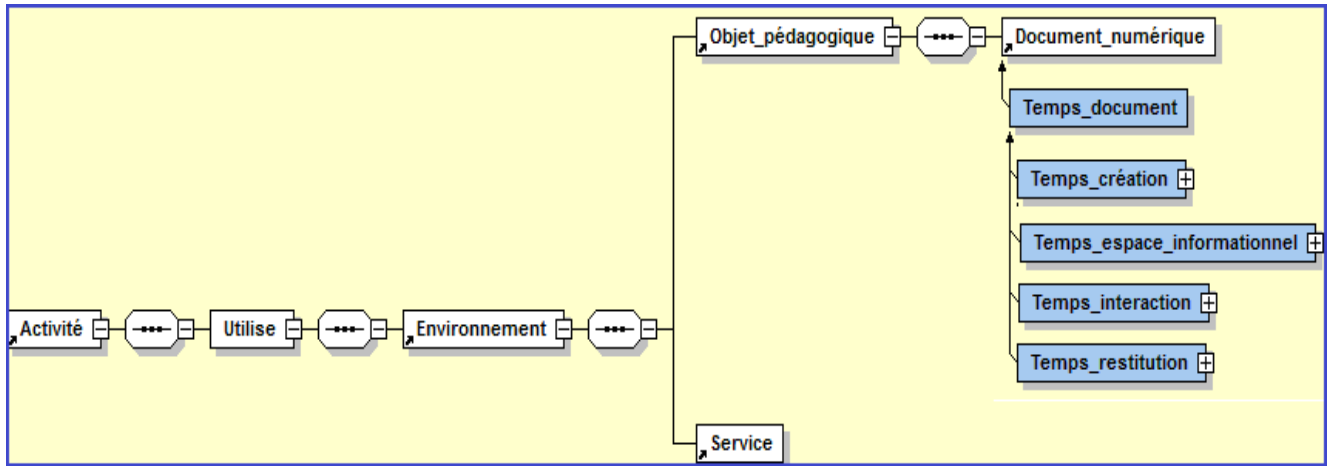 Objet_pédagogique
Document_numérique
Temps_document
Temps_création
Temps_espace_informationnel
Temps_interaction
Activité
Utilise
Environnement
Temps_restitution
Service